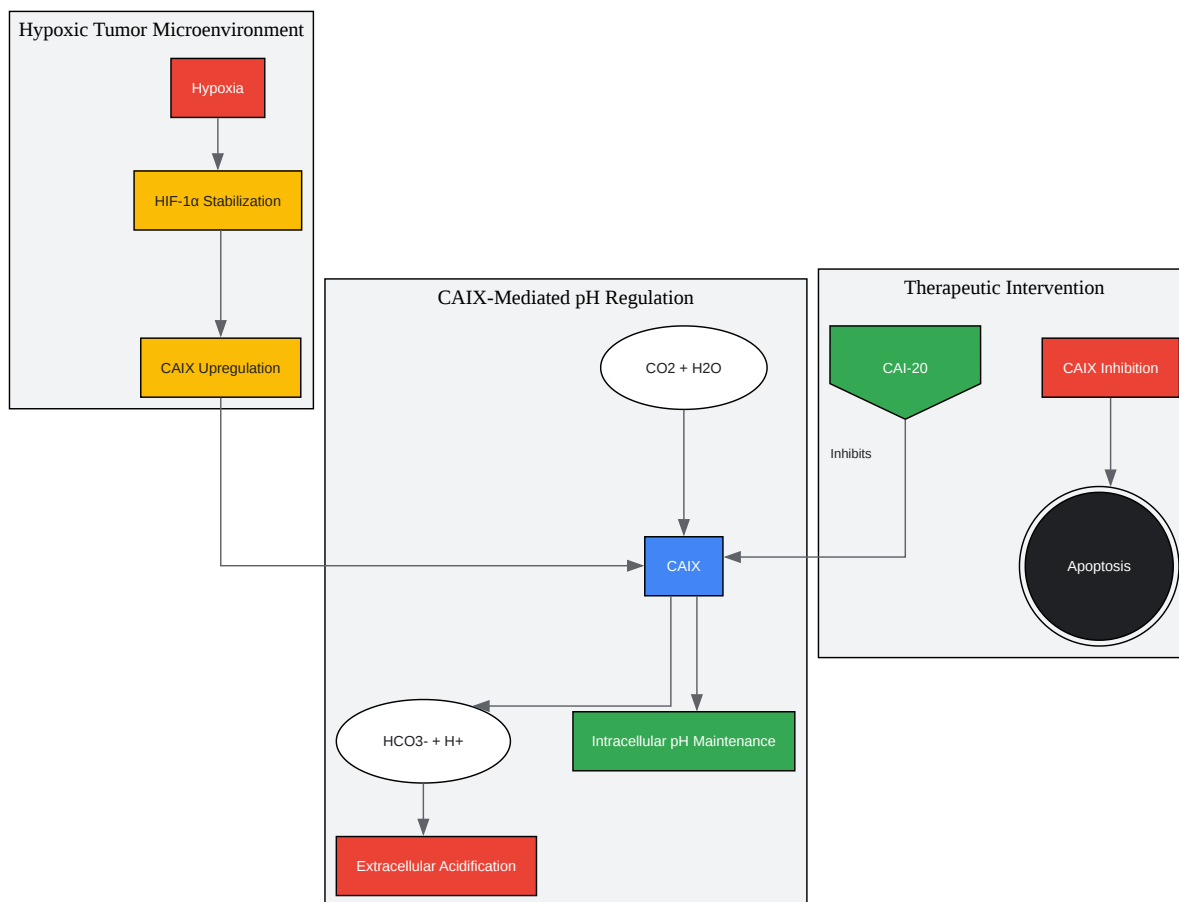 Hypoxic Tumor Microenvironment
Hypoxia
HIF-1α Stabilization
CAIX Upregulation
CAIX-Mediated pH Regulation
CO2 + H2O
CAIX
HCO3- + H+
Intracellular pH Maintenance
Extracellular Acidification
Therapeutic Intervention
CAI-20
CAIX Inhibition
Inhibits
Apoptosis